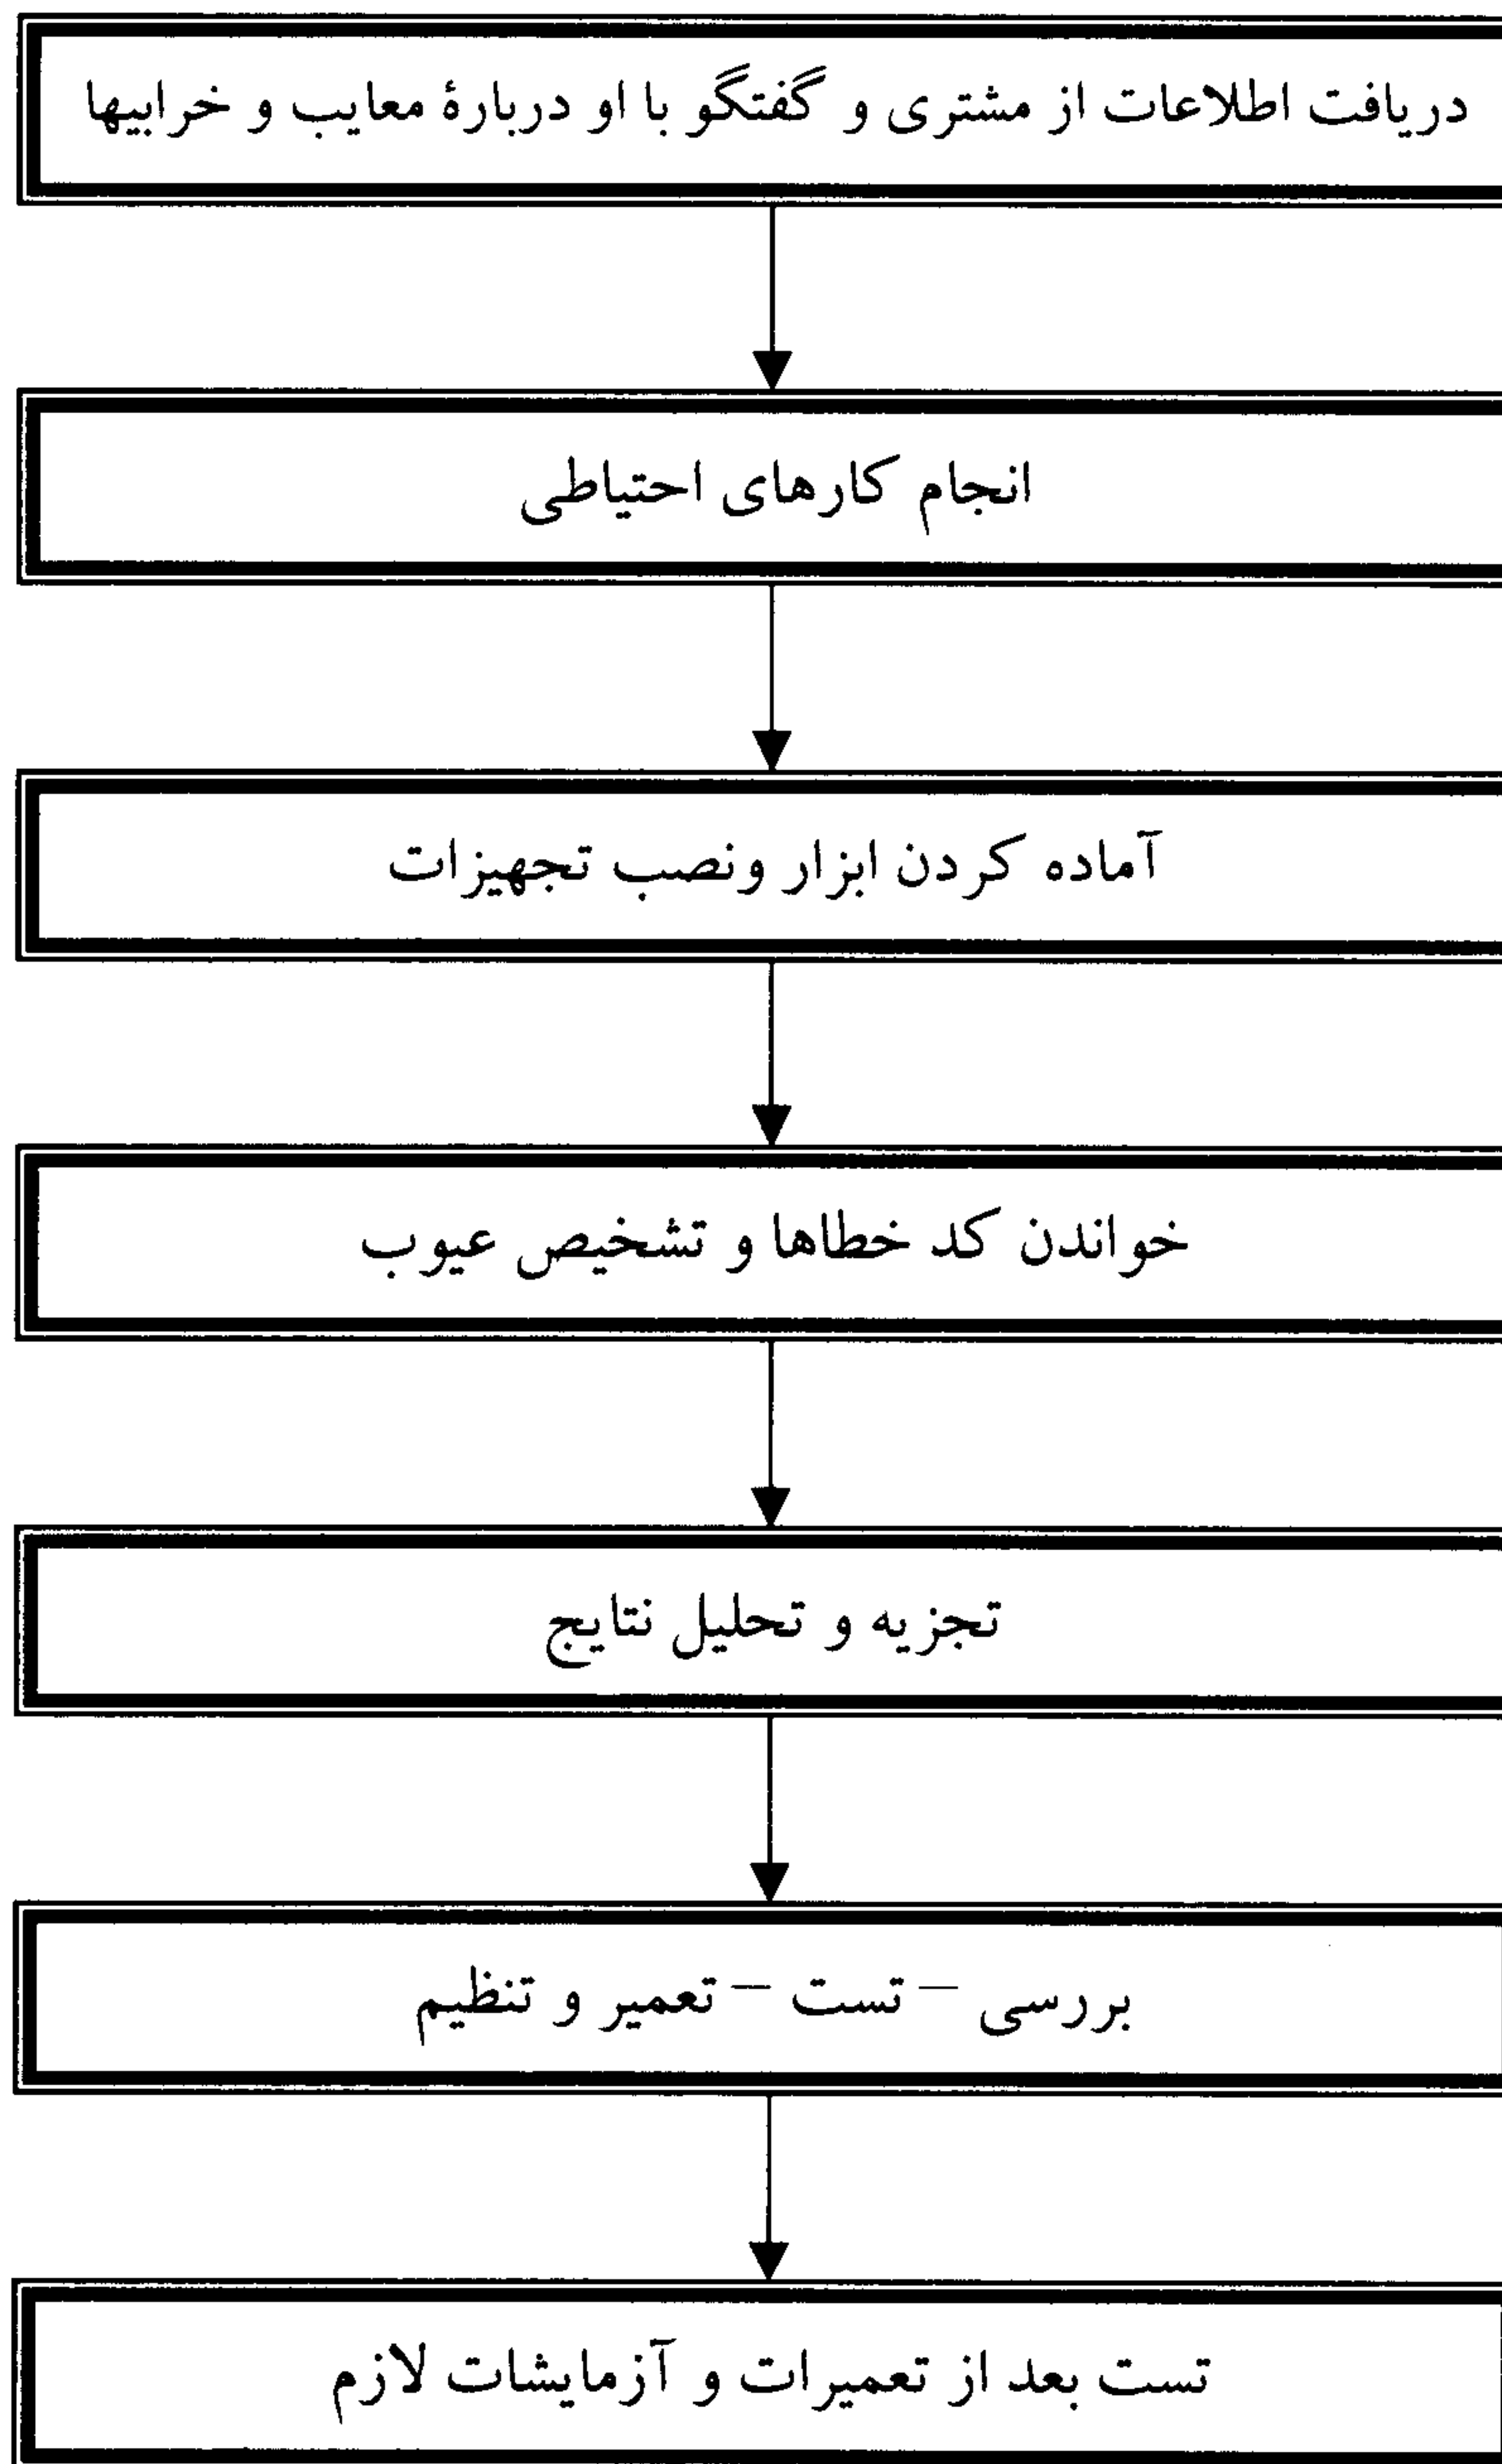 دریافت اطلاعات از مشتری و گفتگو با او دربارۀ معایب و خرابیها
انجام کارهای احتیاطی
آماده کردن ابزار ونصب تجهیزات
خواندن کد خطاها و تشخیص عیوب
تجزیه و تحلیل نتایج
بررسی – تست – تعمیر و تنظیم
تست بعد از تعمیرات و آزمایشات لازم